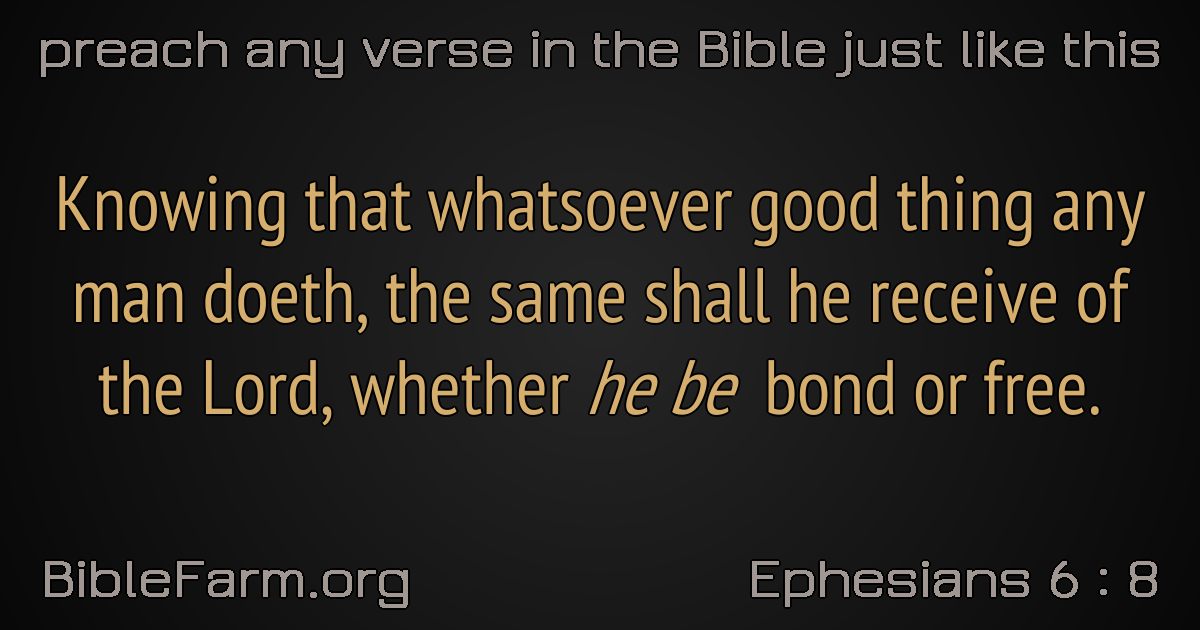 preach any verse in the Bible just like this
Knowing that whatsoever good thing any
man doeth, the same shall he receive of
the Lord, whether he be bond or free.
BibleFarm.org
Ephesians 6 : 8